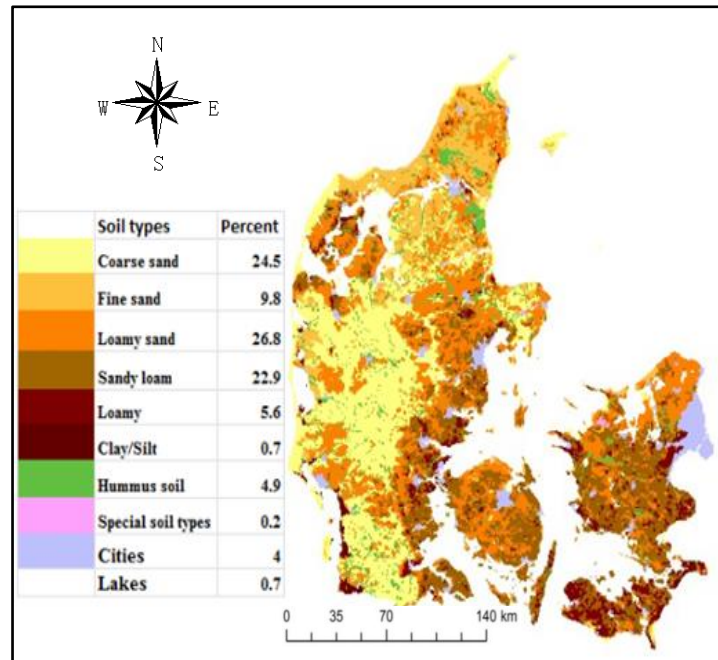 N
W E
S
Soil types Percent
Coarse sand 24.5
Fine sand 9.8
Loamy sand 26.8
Sandy loam 22.9
Loamy 5.6
Clay/Silt 0.7
Hummus soil 4.9
Special soil types 0.2
Cities 4
Lakes 0.7
0 35 70 140 km